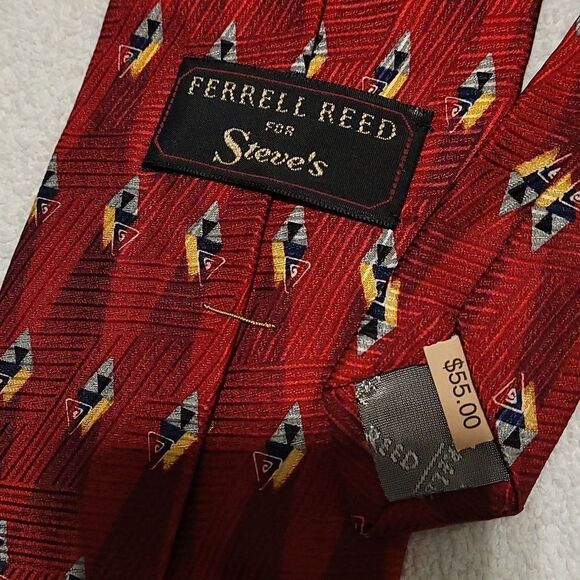 FERRELL REED
FOR
Steve's
$55.00
REED